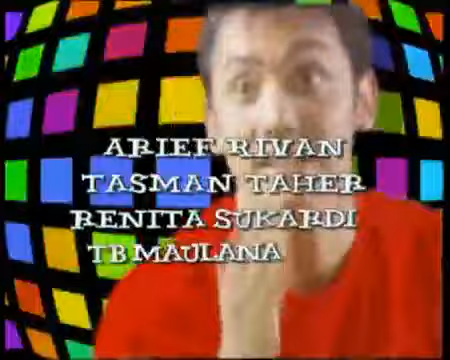 ARIEF RIVAN
TASMAN TAHER
RENITA SUKARDI
TB MAULANA